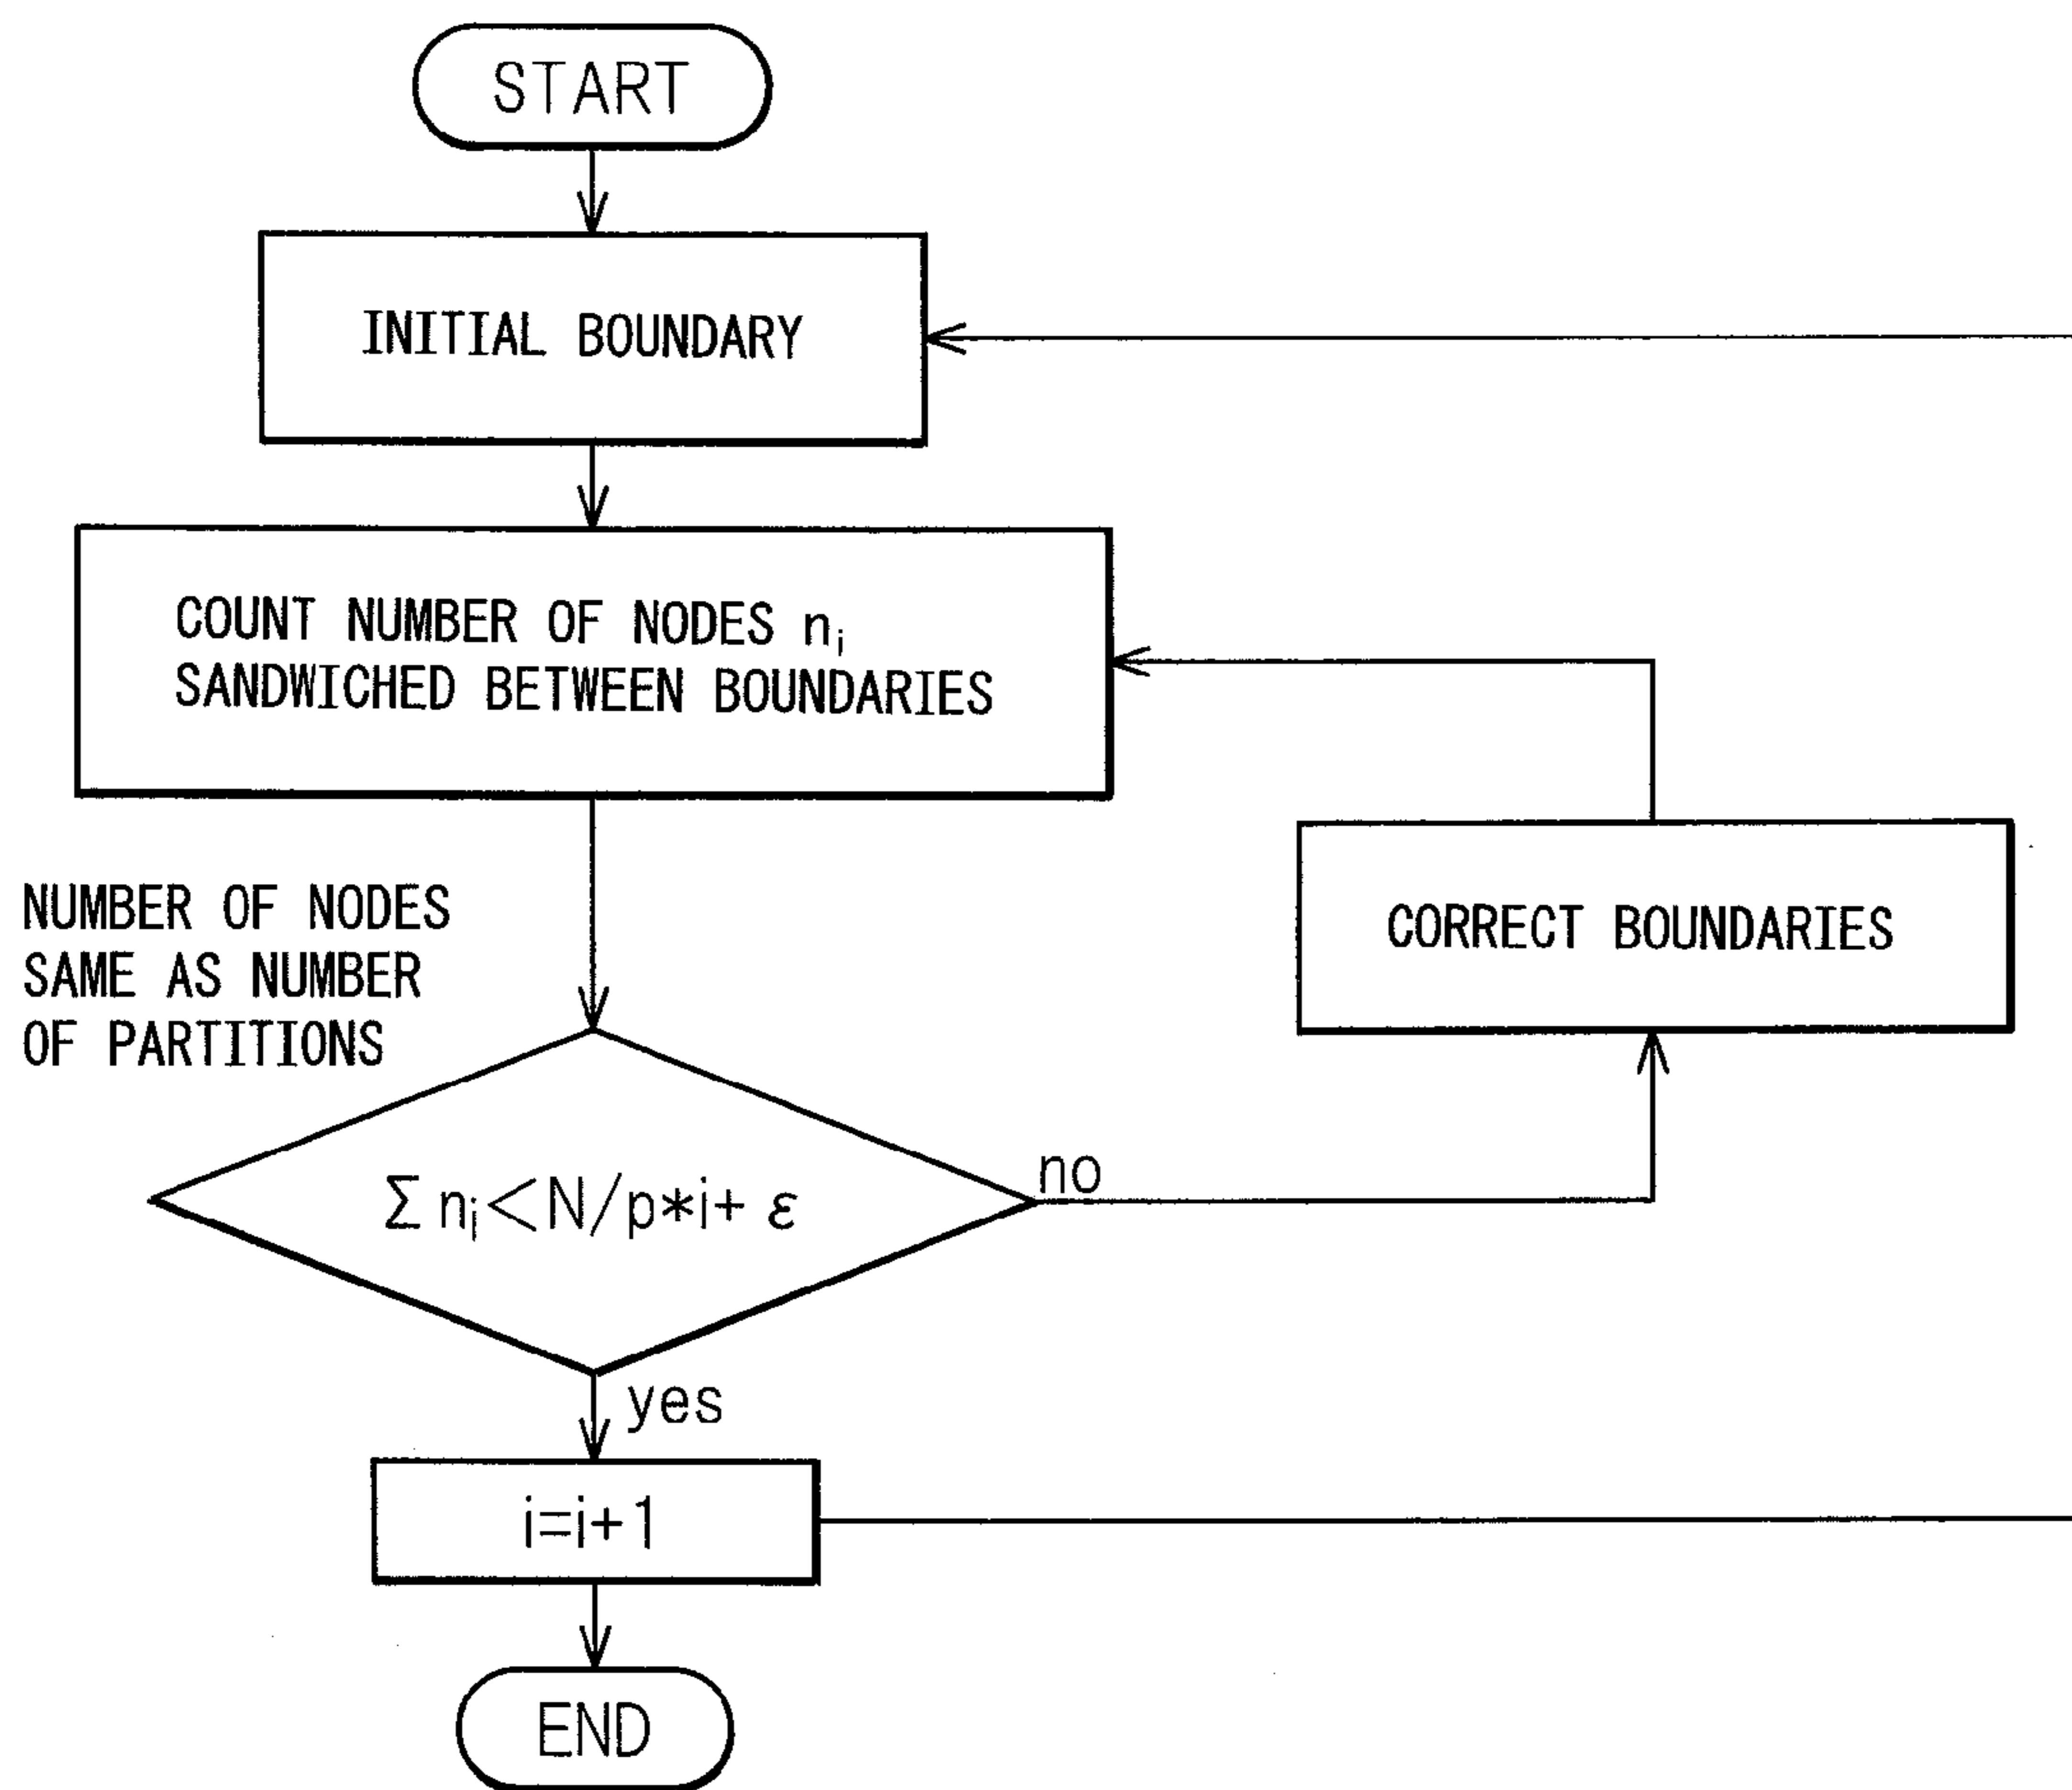 START
INITIAL BOUNDARY
COUNT NUMBER OF NODES nᵢ
SANDWICHED BETWEEN BOUNDARIES
NUMBER OF NODES
SAME AS NUMBER
OF PARTITIONS
CORRECT BOUNDARIES
Σ nᵢ<N/p*i+ ε
no
yes
i=i+1
END